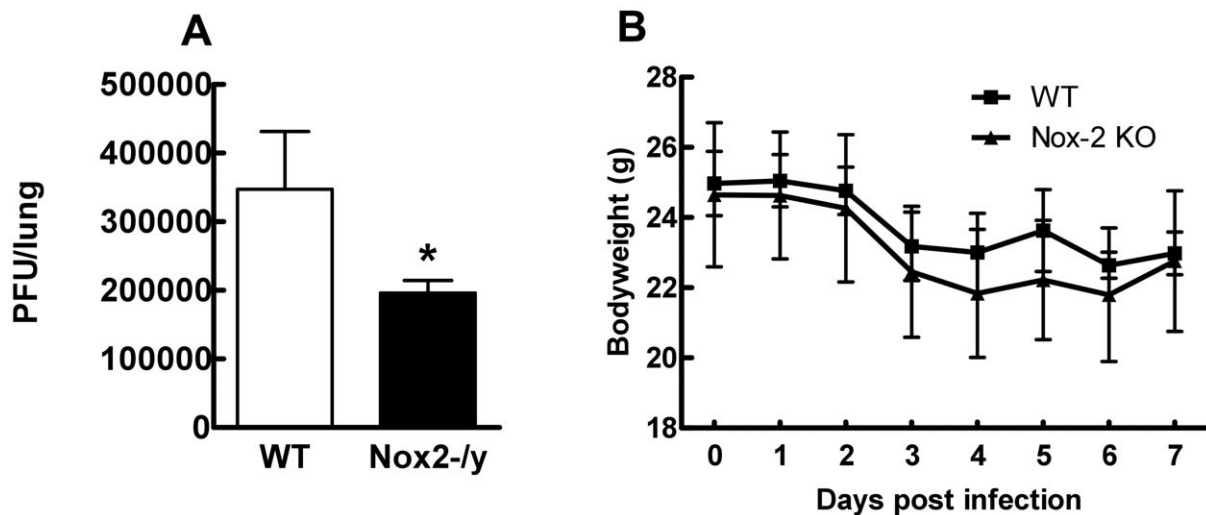 A
PFU/lung
500000
400000
300000
200000
100000
0
*
WT
Nox2-/y
B
Bodyweight (g)
28
26
24
22
20
18
WT
Nox-2 KO
0 1 2 3 4 5 6 7
Days post infection